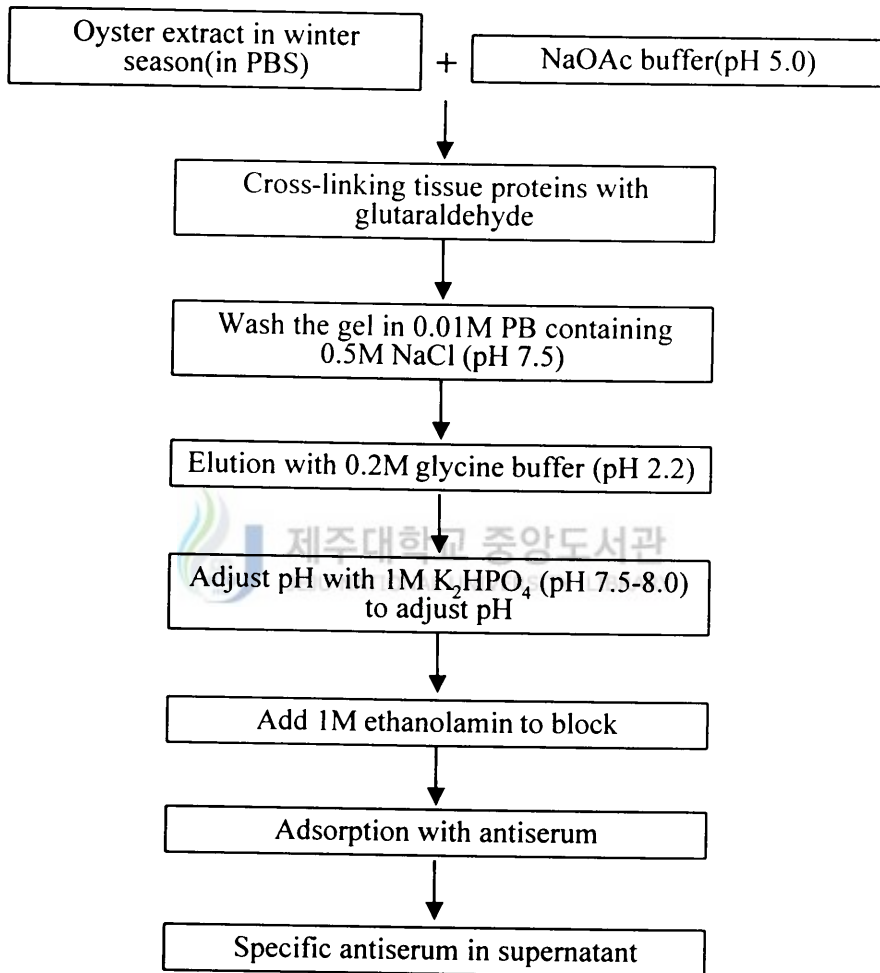 Oyster extract in winter
season(in PBS)
+
NaOAc buffer(pH 5.0)
Cross-linking tissue proteins with
glutaraldehyde
Wash the gel in 0.01M PB containing
0.5M NaCl (pH 7.5)
Elution with 0.2M glycine buffer (pH 2.2)
제주대학교 중앙도서관
Adjust pH with 1M K₂HPO₄ (pH 7.5-8.0)
to adjust pH
Add 1M ethanolamin to block
Adsorption with antiserum
Specific antiserum in supernatant